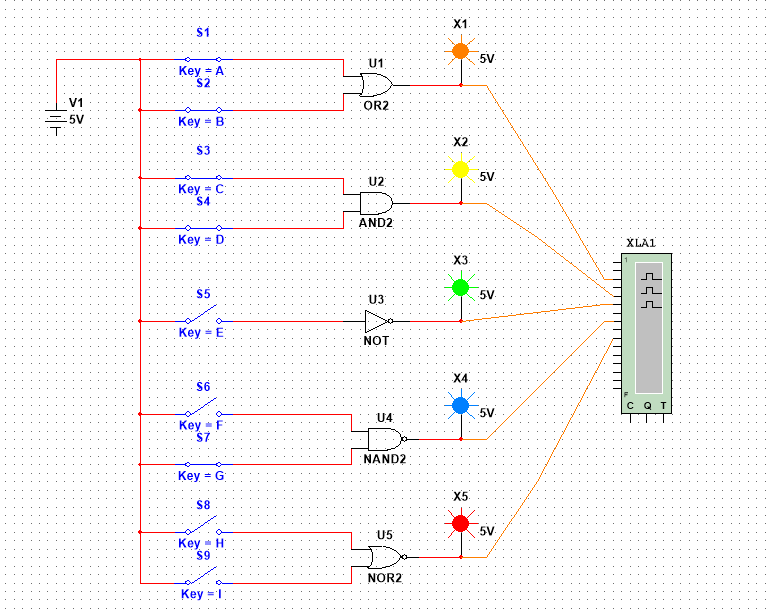 S1
X1
5V
U1
Key = A
S2
OR2
V1
5V
Key = B
S3
X2
5V
U2
Key = C
S4
AND2
Key = D
XLA1
X3
5V
S5
U3
Key = E
NOT
1
F
C Q T
S6
X4
5V
U4
Key = F
S7
NAND2
Key = G
S8
X5
5V
U5
Key = H
S9
NOR2
Key = I